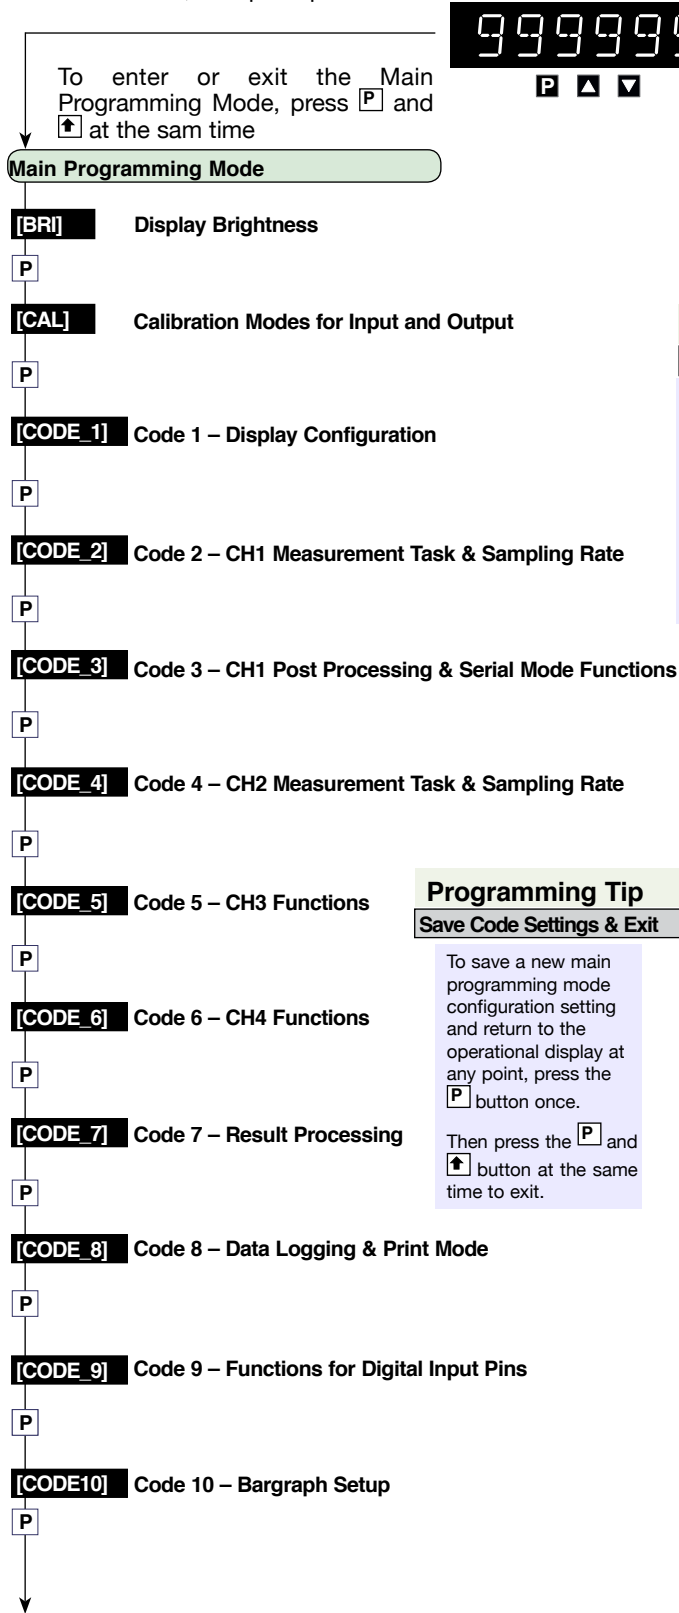 999999
P
To enter or exit the Main
Programming Mode, press P and
at the sam time
Main Programming Mode
[BRI] Display Brightness
P
[CAL] Calibration Modes for Input and Output
P
[CODE_1] Code 1 – Display Configuration
P
[CODE_2] Code 2 – CH1 Measurement Task & Sampling Rate
P
[CODE_3] Code 3 – CH1 Post Processing & Serial Mode Functions
P
[CODE_4] Code 4 – CH2 Measurement Task & Sampling Rate
P
[CODE_5] Code 5 – CH3 Functions
P
[CODE_6] Code 6 – CH4 Functions
P
[CODE_7] Code 7 – Result Processing
P
[CODE_8] Code 8 – Data Logging & Print Mode
P
[CODE_9] Code 9 – Functions for Digital Input Pins
P
[CODE10] Code 10 – Bargraph Setup
P
Programming Tip
Save Code Settings & Exit
To save a new main
programming mode
configuration setting
and return to the
operational display at
any point, press the
P button once.
Then press the P and
button at the same
time to exit.